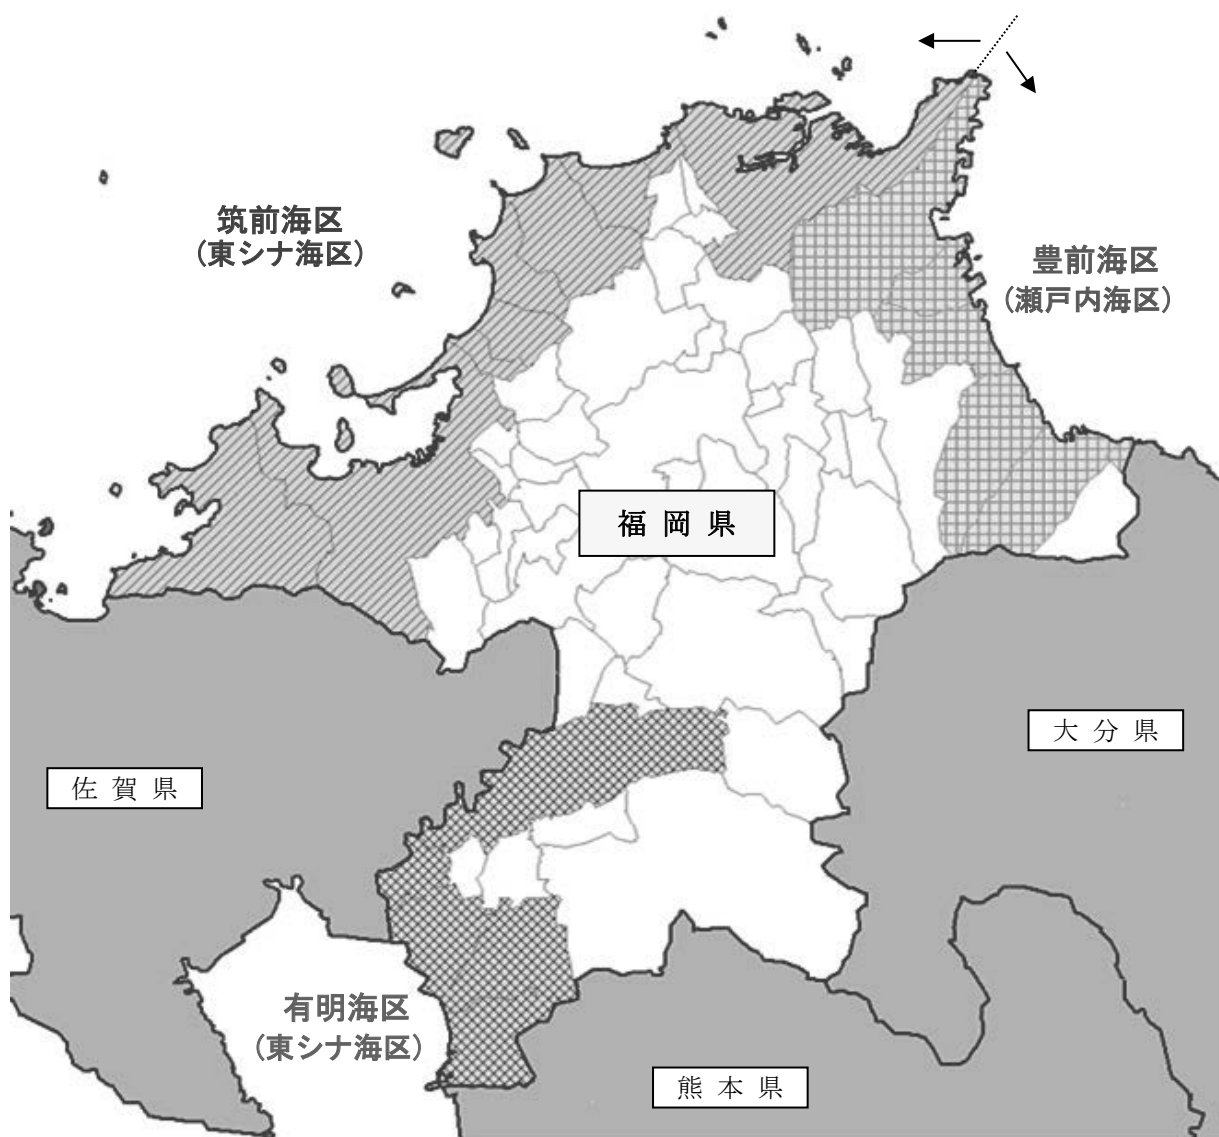 筑前海区
(東シナ海区)
豊前海区
(瀬戸内海区)
福岡県
大分県
佐賀県
有明海区
(東シナ海区)
熊本県